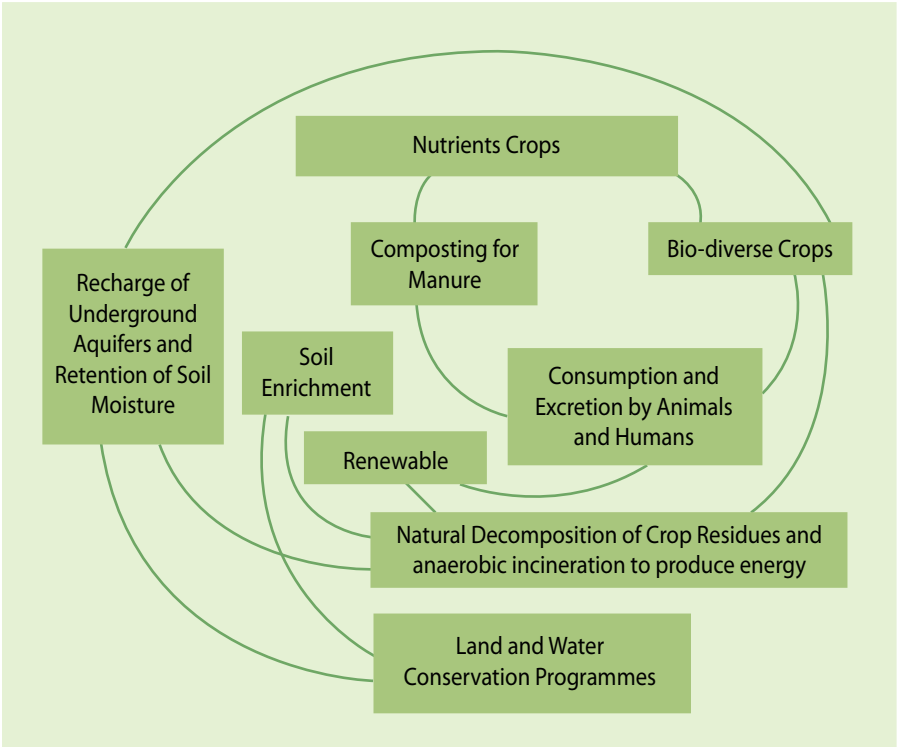 Nutrients Crops
Composting for
Manure
Bio-diverse Crops
Recharge of
Underground
Aquifers and
Retention of Soil
Moisture
Soil
Enrichment
Consumption and
Excretion by Animals
and Humans
Renewable
Natural Decomposition of Crop Residues and
anaerobic incineration to produce energy
Land and Water
Conservation Programmes